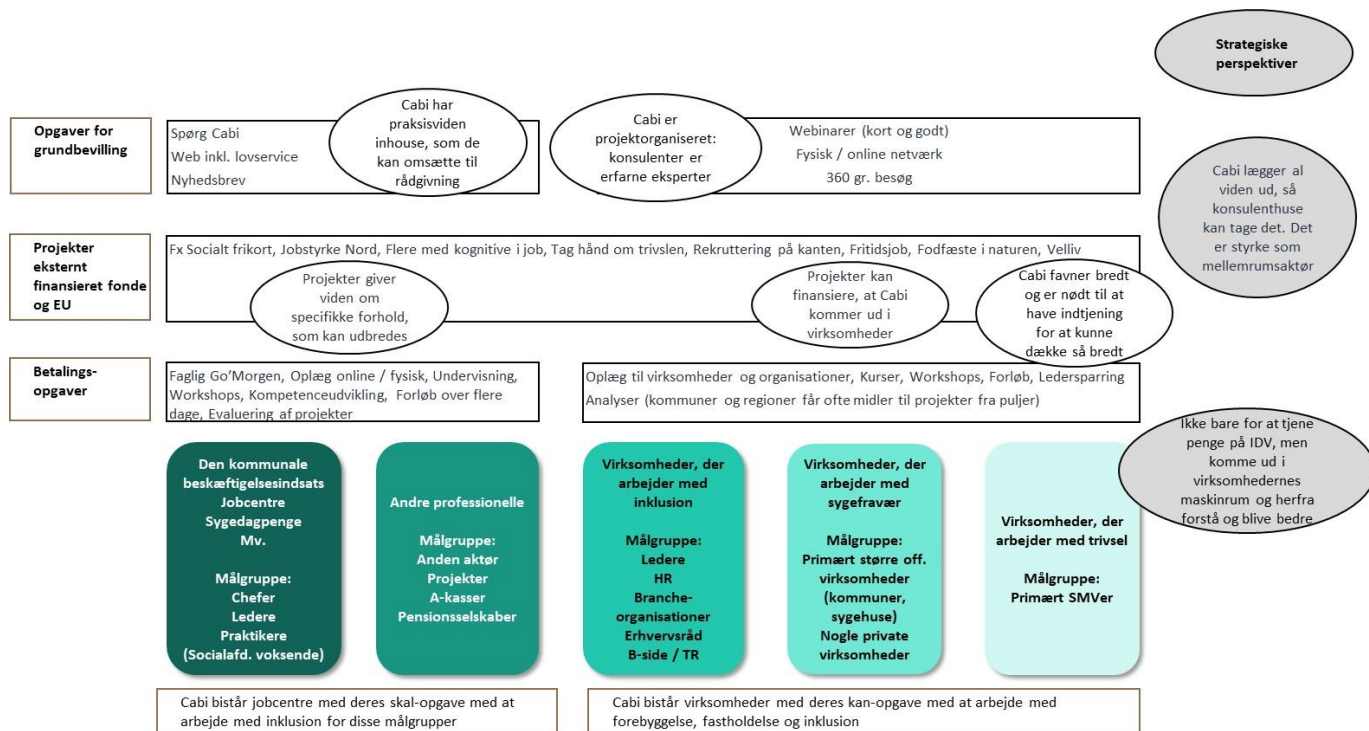 Strategiske
perspektiver
Opgaver for
grundbevilling
Spørg Cabi
Web inkl. lovservice
Nyhedsbrev
Cabi har
praksisviden
inhouse, som de
kan omsætte til
rådgivning
Cabi er
projektorganiseret:
konsulenter er
erfarne eksperter
Webinarer (kort og godt)
Fysisk / online netværk
360 gr. besøg
Cabi lægger al
viden ud, så
konsulenthuse
kan tage det. Det
er styrke som
mellemrumsaktør
Projekter
eksternt
finansieret fonde
og EU
Fx Socialt frikort, Jobstyrke Nord, Flere med kognitive i job, Tag hånd om trivslen, Rekruttering på kanten, Fritidsjob, Fodfæste i naturen, Velliv
Projekter giver
viden om
specifikke forhold,
som kan udbredes
Projekter kan
finansiere, at Cabi
kommer ud i
virksomheder
Cabi favner bredt
og er nødt til at
have indtjening
for at kunne
dække så bredt
Betalings-
opgaver
Faglig Go’Morgen, Oplæg online / fysisk, Undervisning,
Workshops, Kompetenceudvikling, Forløb over flere
dage, Evaluering af projekter
Oplæg til virksomheder og organisationer, Kurser, Workshops, Forløb, Ledersparring
Analyser (kommuner og regioner får ofte midler til projekter fra puljer)
Ikke bare for at tjene
penge på IDV, men
komme ud i
virksomhedernes
maskinrum og herfra
forstå og blive bedre
Den kommunale
beskæftigelsesindsats
Jobcentre
Sygedagpenge
Mv.
Målgruppe:
Chefer
Ledere
Praktikere
(Socialafd. voksende)
Andre professionelle
Målgruppe:
Anden aktør
Projekter
A-kasser
Pensionsselskaber
Virksomheder, der
arbejder med
inklusion
Målgruppe:
Ledere
HR
Branche-
organisationer
Erhvervsråd
B-side / TR
Virksomheder, der
arbejder med
sygefravær
Målgruppe:
Primært større off.
virksomheder
(kommuner,
sygehuse)
Nogle private
virksomheder
Virksomheder, der
arbejder med trivsel
Målgruppe:
Primært SMVer
Cabi bistår jobcentre med deres skal-opgave med at
arbejde med inklusion for disse målgrupper
Cabi bistår virksomheder med deres kan-opgave med at arbejde med
forebyggelse, fastholdelse og inklusion